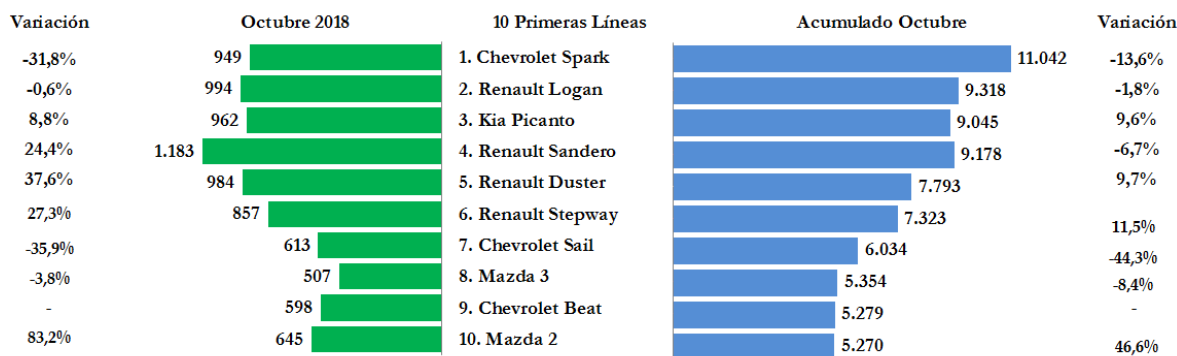 Variación Octubre 2018 10 Primeras Líneas Acumulado Octubre Variación
-31,8% 949 1. Chevrolet Spark 11.042 -13,6%
-0,6% 994 2. Renault Logan 9.318 -1,8%
8,8% 962 3. Kia Picanto 9.045 9,6%
24,4% 1.183 4. Renault Sandero 9.178 -6,7%
37,6% 984 5. Renault Duster 7.793 9,7%
27,3% 857 6. Renault Stepway 7.323 11,5%
-35,9% 613 7. Chevrolet Sail 6.034 -44,3%
-3,8% 507 8. Mazda 3 5.354 -8,4%
- 598 9. Chevrolet Beat 5.279 -
83,2% 645 10. Mazda 2 5.270 46,6%